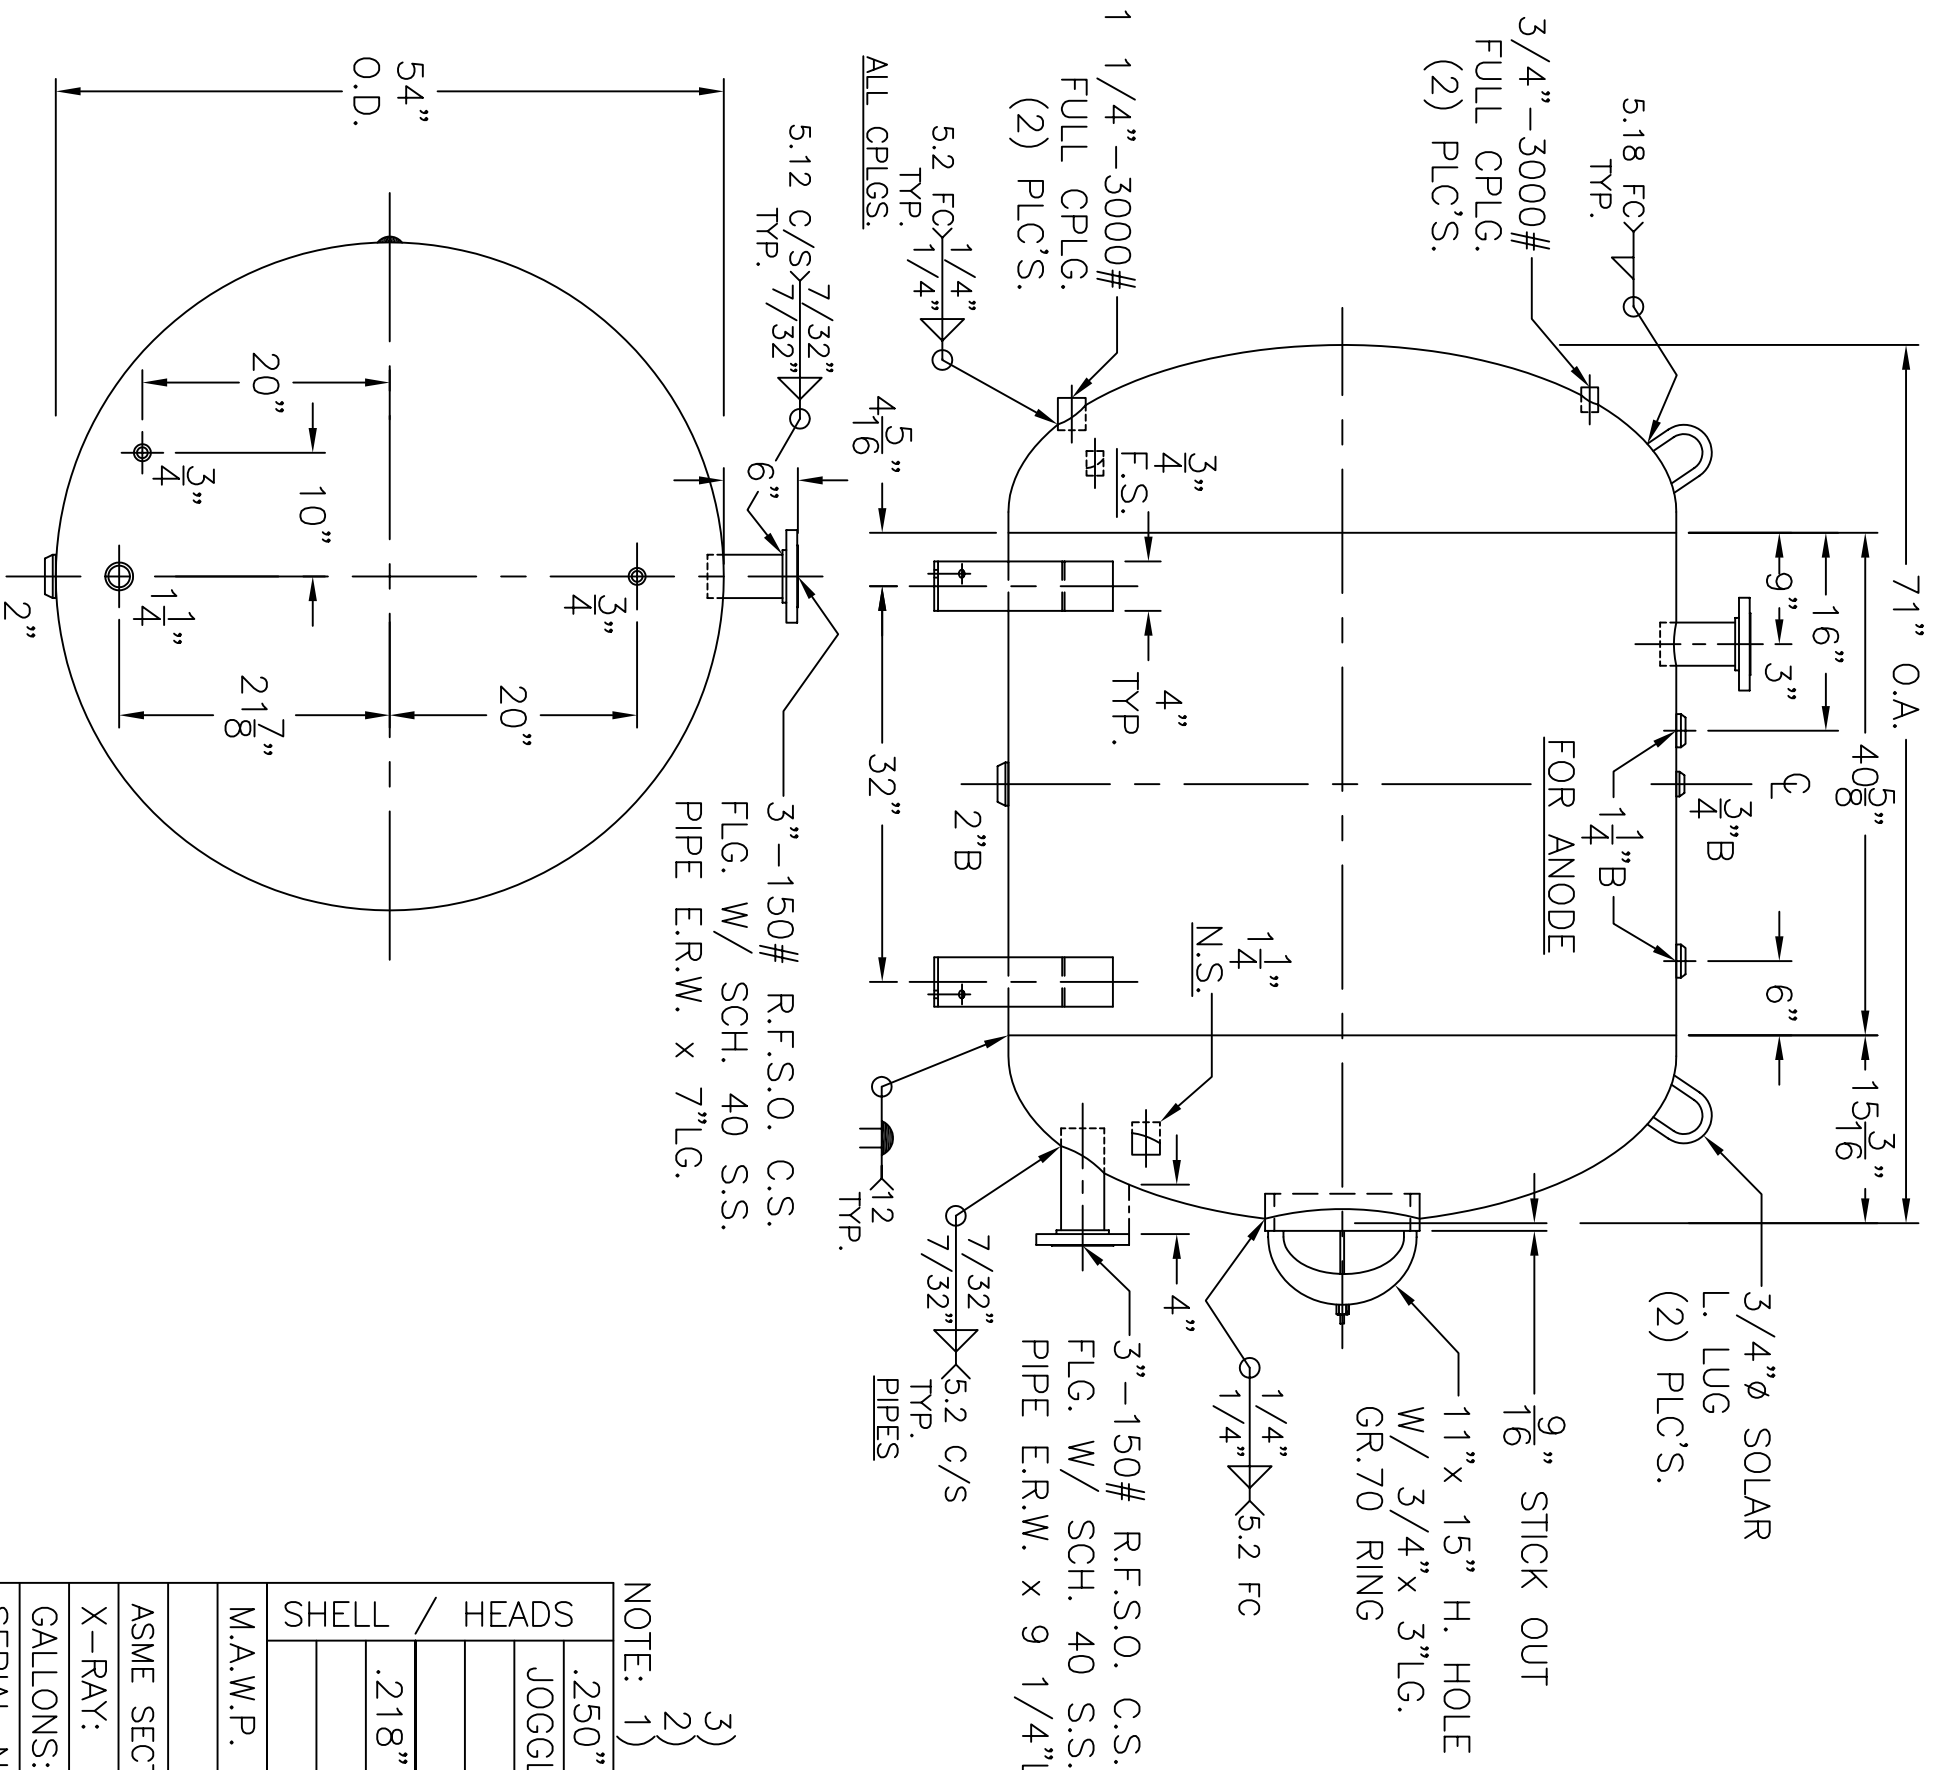 3/4"-3000#
FULL CPLG.
(2) PLC'S.
5.18 FC
TYP.
1 1/4"-3000#
FULL CPLG.
(2) PLC'S.
5.2 FC
TYP.
ALL CPLGS.
1/4"
1/4"
5.12 C/S
TYP.
7/32"
7/32"
54"
O.D.
71" O.A.
40 5/8"
15 3/16"
16"
9"
3"
6"
℄
3/4"B
1 1/4"B
FOR ANODE
3/4"
F.S.
4 5/16"
4"
TYP.
32"
2"B
1 1/4"
N.S.
12
TYP.
7/32"
7/32"
5.2 C/S
TYP.
PIPES
4"
3"-150# R.F.S.O. C.S.
FLG. W/ SCH. 40 S.S.
PIPE E.R.W. x 9 1/4"L
1/4"
1/4"
5.2 FC
11"x 15" H. HOLE
W/ 3/4"x 3"LG.
GR.70 RING
9/16" STICK OUT
3/4"ø SOLAR
L. LUG
(2) PLC'S.
6"
20"
10"
3/4"
1 1/4"
3/4"
2"
21 7/8"
20"
3"-150# R.F.S.O. C.S.
FLG. W/ SCH. 40 S.S.
PIPE E.R.W. x 7"LG.
3)
2)
NOTE: 1)
SHELL / HEADS
.250"
JOGGL
.218"
M.A.W.P.
ASME SECT
X-RAY:
GALLONS: